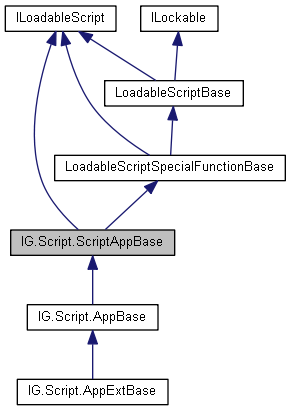 ILoadableScript
ILockable
LoadableScriptBase
LoadableScriptSpecialFunctionBase
IG.Script.ScriptAppBase
IG.Script.AppBase
IG.Script.AppExtBase